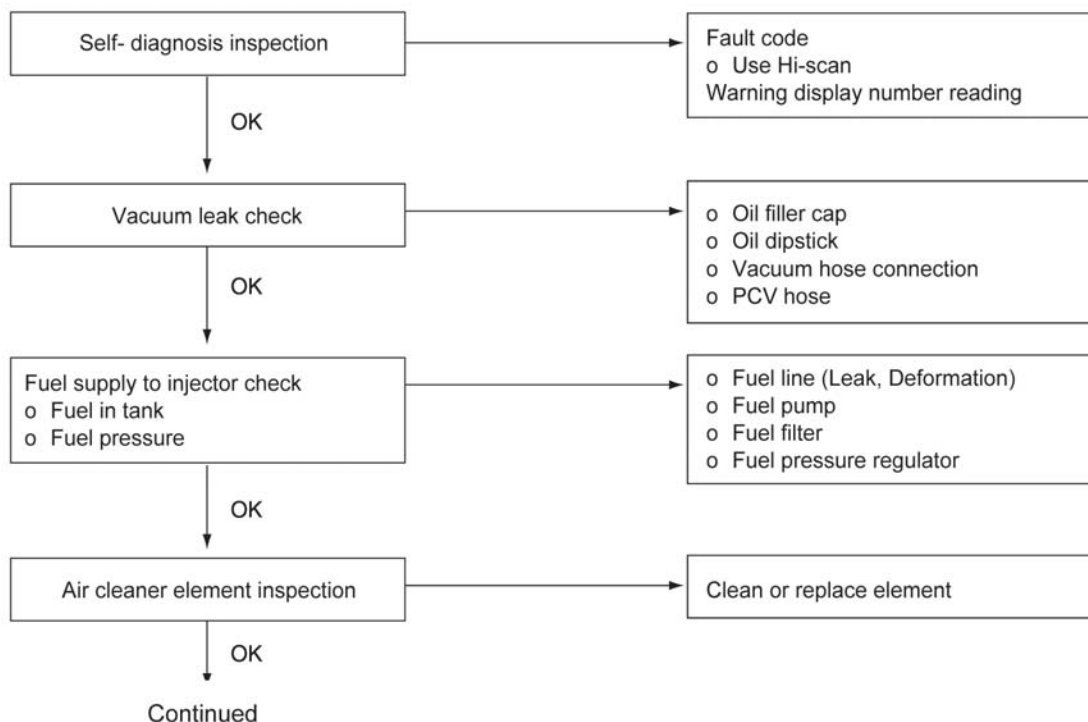 Self- diagnosis inspection
Fault code
o Use Hi-scan
Warning display number reading
OK
Vacuum leak check
o Oil filler cap
o Oil dipstick
o Vacuum hose connection
o PCV hose
OK
Fuel supply to injector check
o Fuel in tank
o Fuel pressure
o Fuel line (Leak, Deformation)
o Fuel pump
o Fuel filter
o Fuel pressure regulator
OK
Air cleaner element inspection
Clean or replace element
OK
Continued